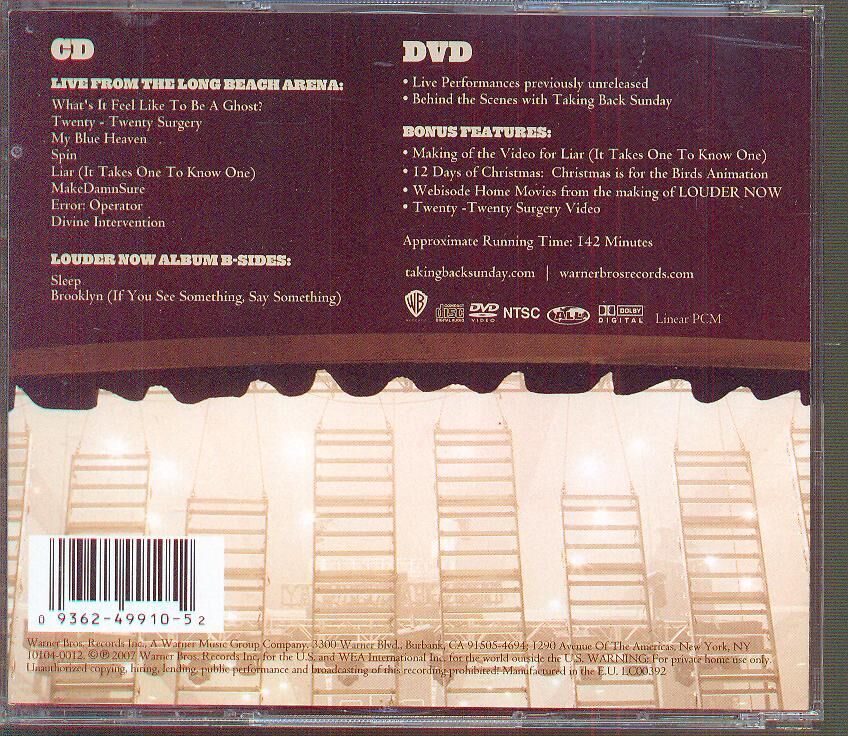 CD
LIVE FROM THE LONG BEACH ARENA:
What's It Feel Like To Be A Ghost?
Twenty - Twenty Surgery
My Blue Heaven
Spin
Liar (It Takes One To Know One)
MakeDamnSure
Error: Operator
Divine Intervention
LOUDER NOW ALBUM B-SIDES:
Sleep
Brooklyn (If You See Something, Say Something)
DVD
• Live Performances previously unreleased
• Behind the Scenes with Taking Back Sunday
BONUS FEATURES:
• Making of the Video for Liar (It Takes One To Know One)
• 12 Days of Christmas: Christmas is for the Birds Animation
• Webisode Home Movies from the making of LOUDER NOW
• Twenty -Twenty Surgery Video
Approximate Running Time: 142 Minutes
takingbacksunday.com | warnerbrosrecords.com
WB COMPACT disc DIGITAL AUDIO DVD VIDEO NTSC ALL DOLBY DIGITAL Linear PCM
0 9362-49910-5 2
Warner Bros. Records Inc., A Warner Music Group Company, 3300 Warner Blvd., Burbank, CA 91505-4694; 1290 Avenue Of The Americas, New York, NY
10104-0012. ©℗ 2007 Warner Bros. Records Inc. for the U.S. and WEA International Inc. for the world outside the U.S. WARNING: For private home use only.
Unauthorized copying, hiring, lending, public performance and broadcasting of this recording prohibited! Manufactured in the E.U. LC00392